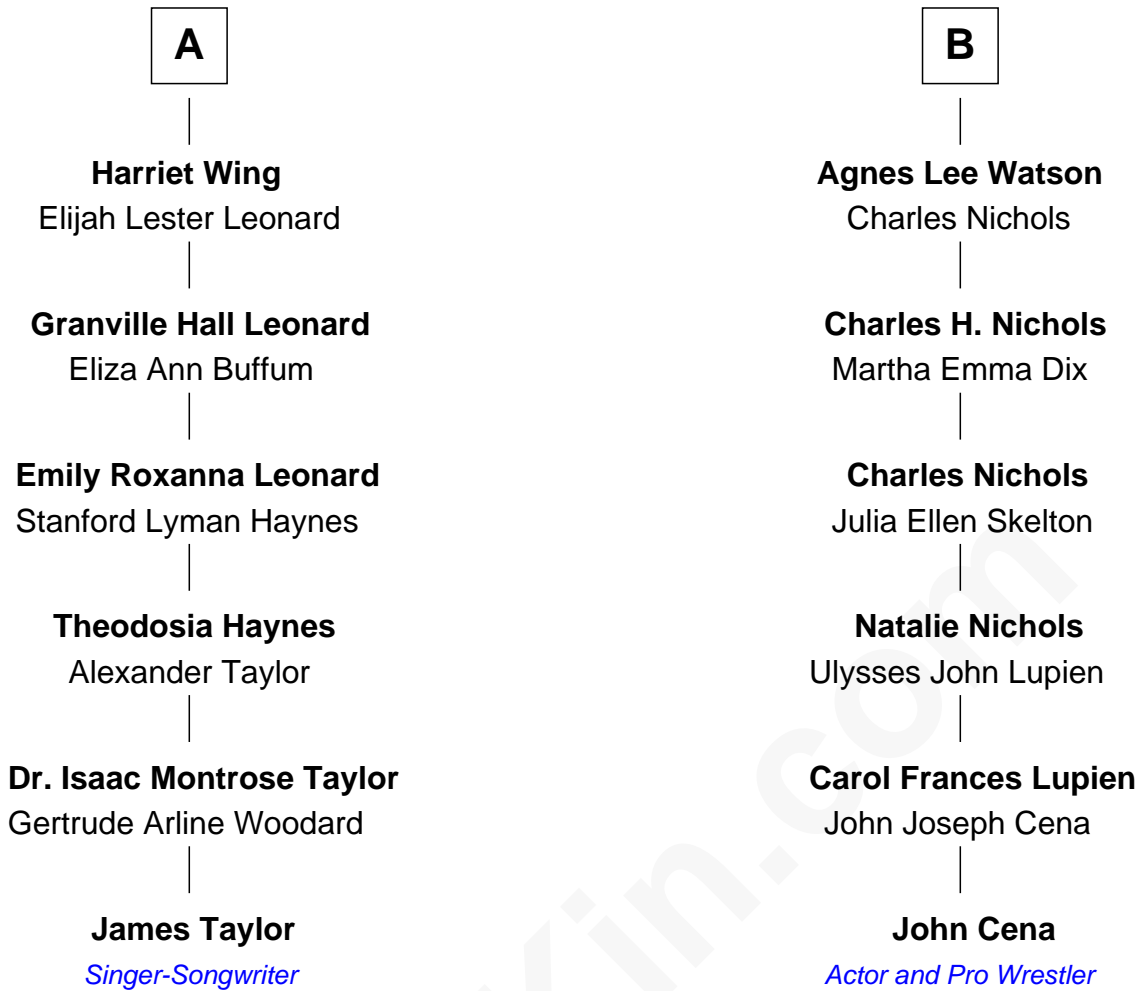 A
B
Harriet Wing
Elijah Lester Leonard
Agnes Lee Watson
Charles Nichols
Granville Hall Leonard
Eliza Ann Buffum
Charles H. Nichols
Martha Emma Dix
Emily Roxanna Leonard
Stanford Lyman Haynes
Charles Nichols
Julia Ellen Skelton
Theodosia Haynes
Alexander Taylor
Natalie Nichols
Ulysses John Lupien
Dr. Isaac Montrose Taylor
Gertrude Arline Woodard
Carol Frances Lupien
John Joseph Cena
James Taylor
Singer-Songwriter
John Cena
Actor and Pro Wrestler